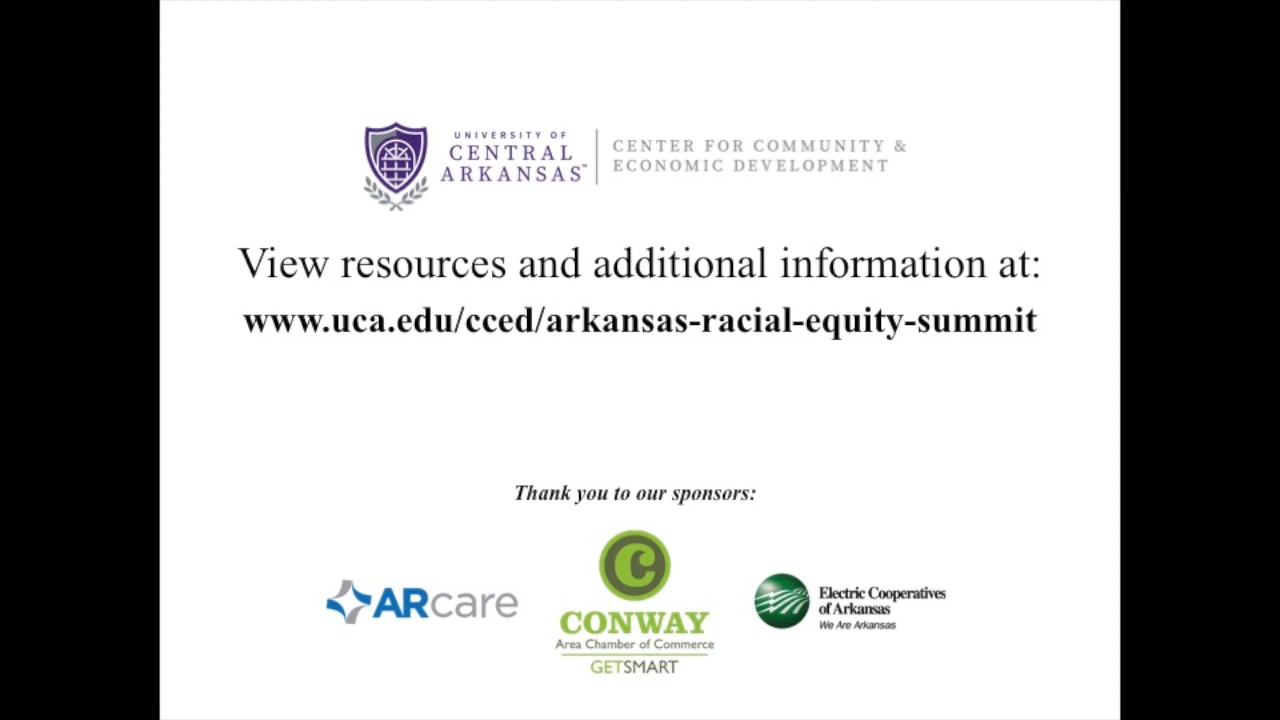 UNIVERSITY OF
CENTRAL
ARKANSAS™
CENTER FOR COMMUNITY &
ECONOMIC DEVELOPMENT
View resources and additional information at:
www.uca.edu/cced/arkansas-racial-equity-summit
Thank you to our sponsors:
ARcare
C
CONWAY
Area Chamber of Commerce
GETSMART
Electric Cooperatives
of Arkansas
We Are Arkansas